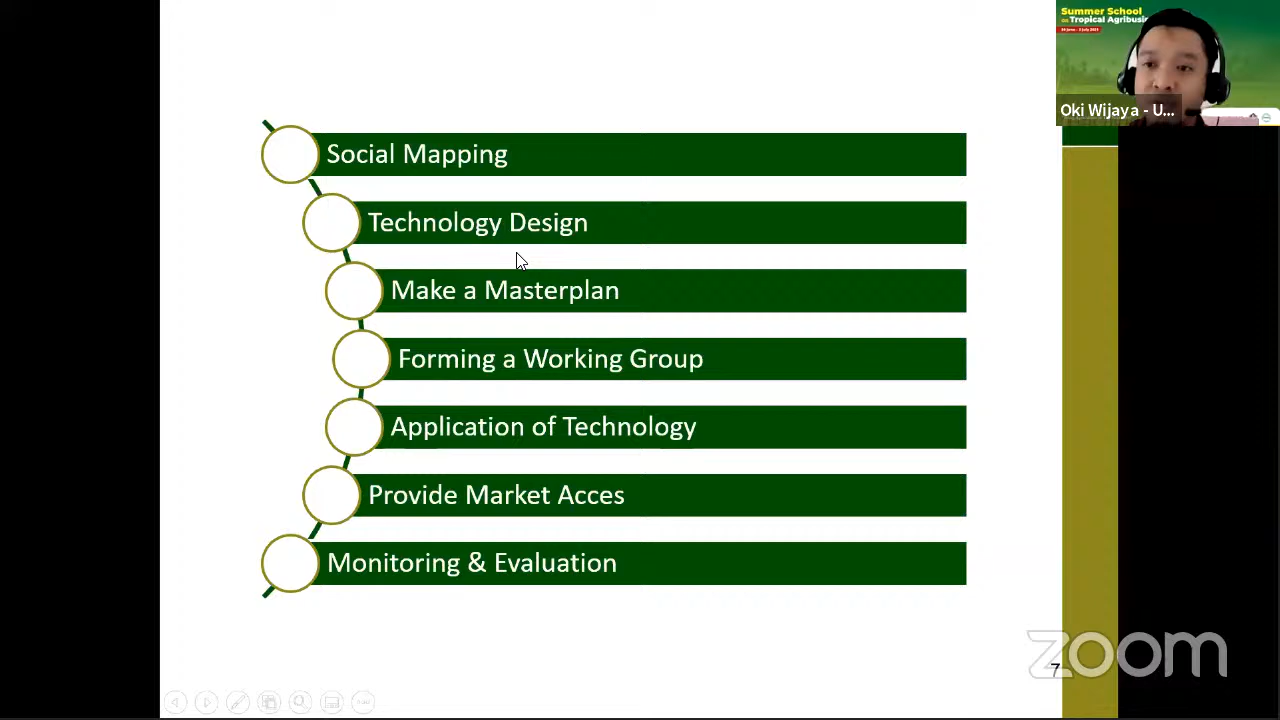 Summer School
on Tropical Agribusi
Oki Wijaya - U...
Social Mapping
Technology Design
Make a Masterplan
Forming a Working Group
Application of Technology
Provide Market Acces
Monitoring & Evaluation
zoom
7